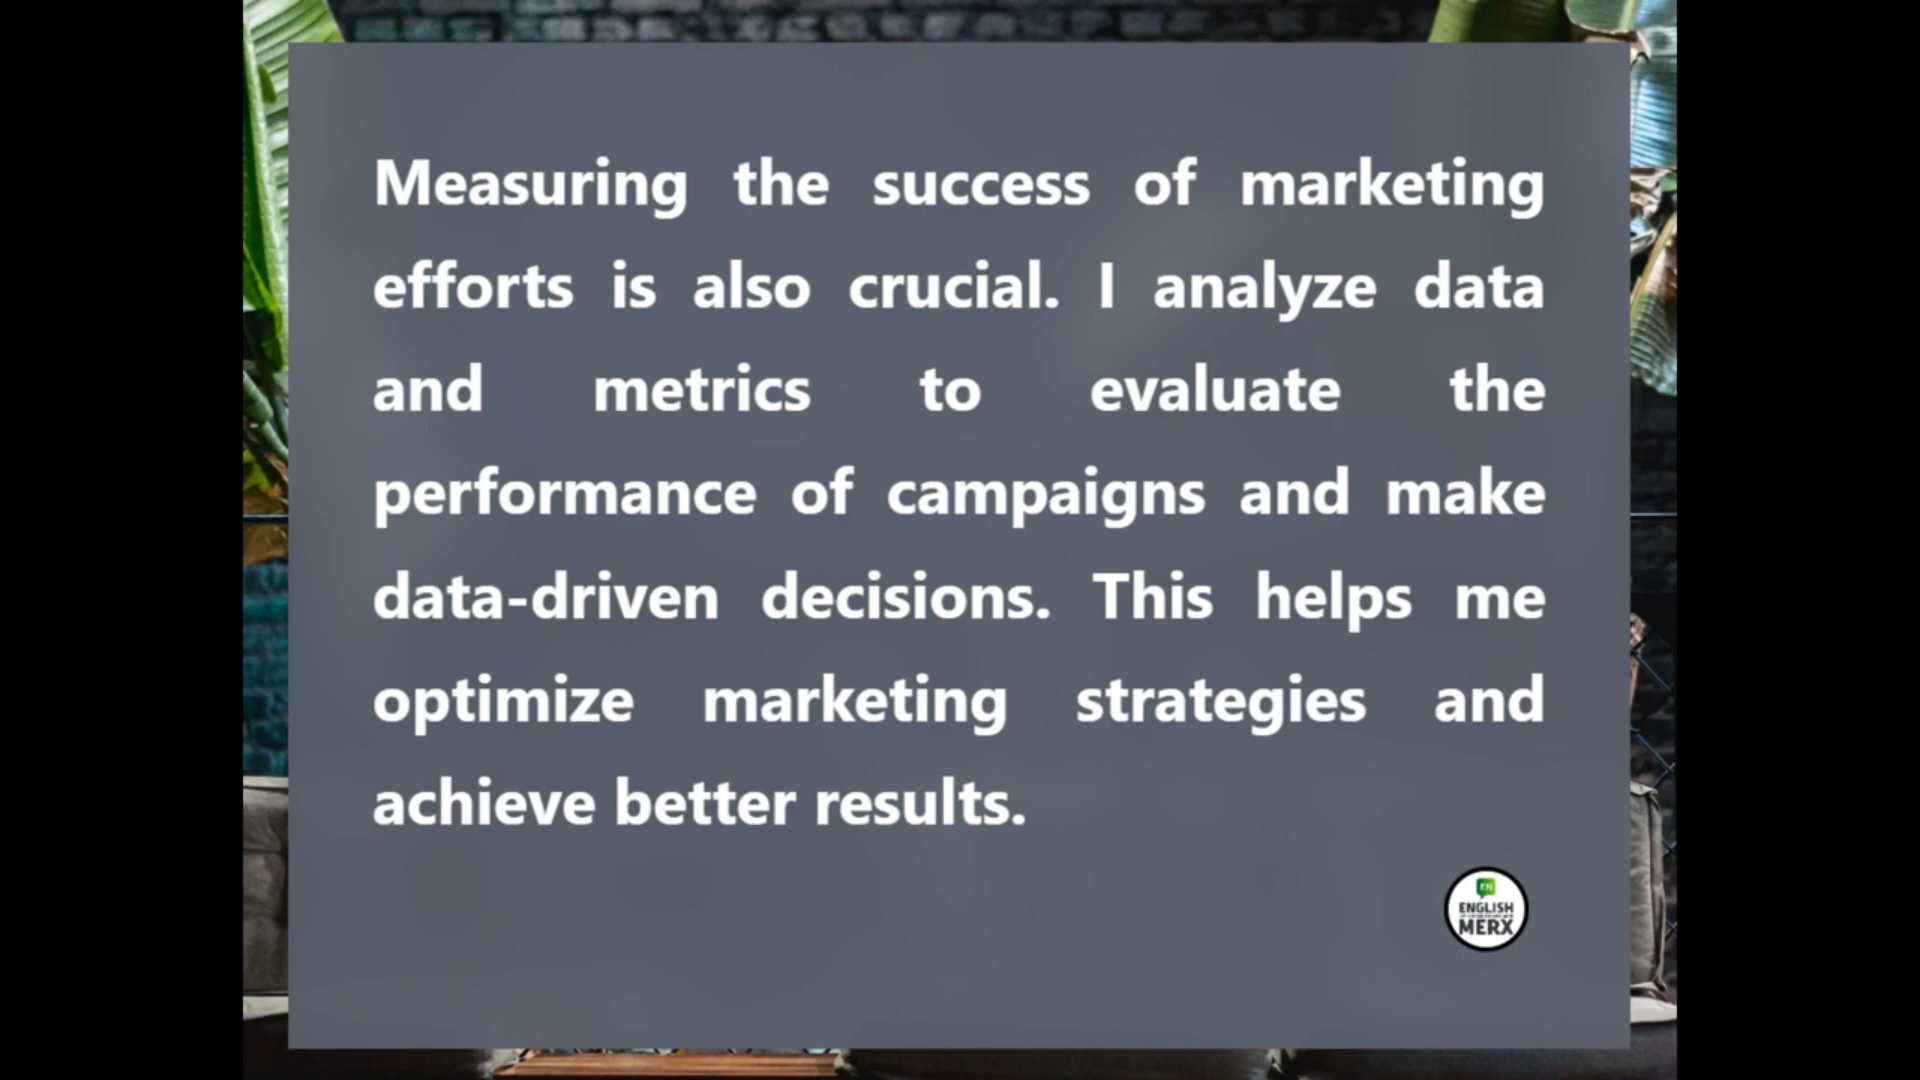 Measuring the success of marketing
efforts is also crucial. I analyze data
and metrics to evaluate the
performance of campaigns and make
data-driven decisions. This helps me
optimize marketing strategies and
achieve better results.
EN
ENGLISH
MERX